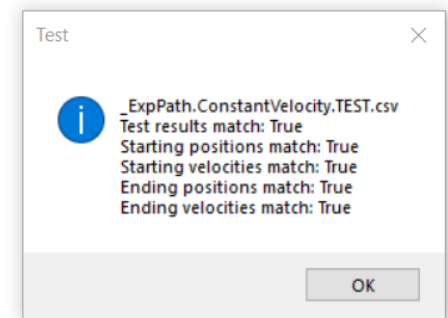 Test
_ExpPath.ConstantVelocity.TEST.csv
Test results match: True
Starting positions match: True
Starting velocities match: True
Ending positions match: True
Ending velocities match: True
OK